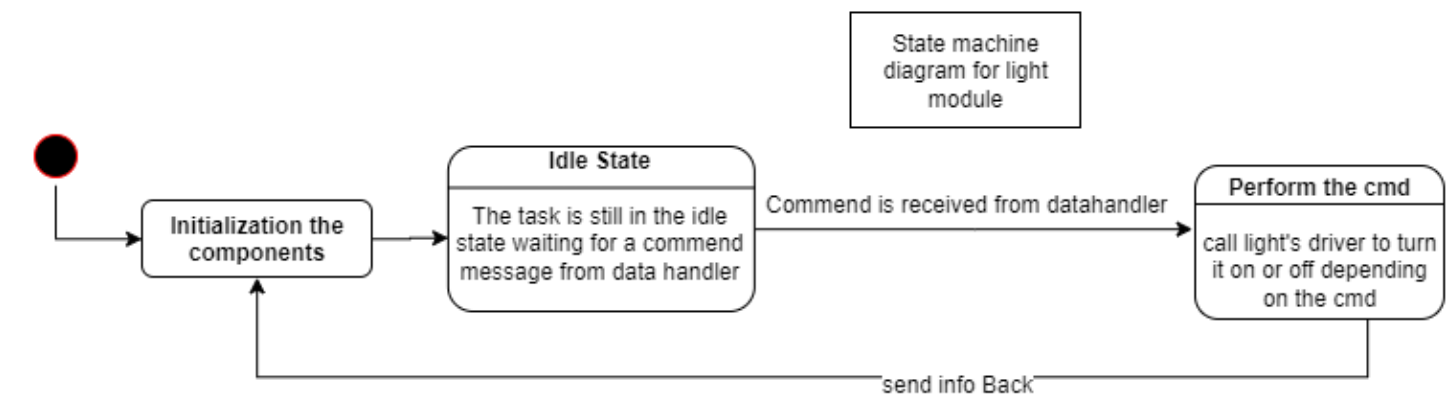 State machine
diagram for light
module
Initialization the
components
Idle State
The task is still in the idle
state waiting for a commend
message from data handler
Commend is received from datahandler
Perform the cmd
call light's driver to turn
it on or off depending
on the cmd
send info Back